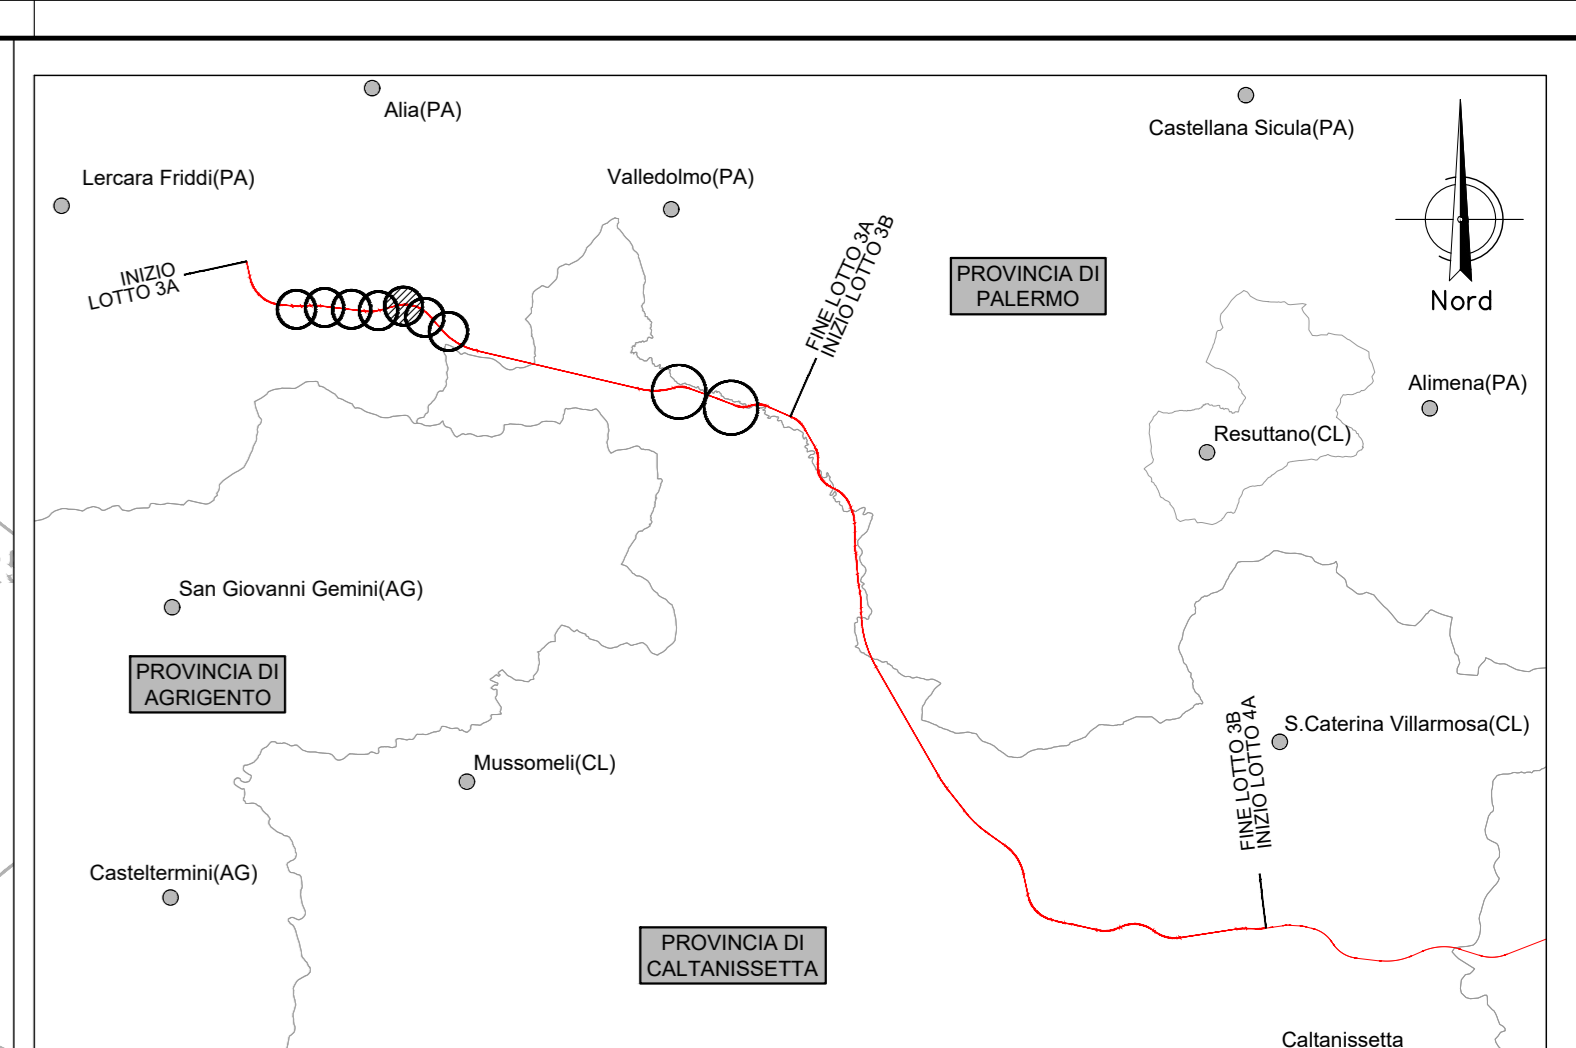 Alia(PA)
Castellana Sicula(PA)
Lercara Friddi(PA)
Valledolmo(PA)
INIZIO
LOTTO 3A
FINE LOTTO 3A
INIZIO LOTTO 3B
PROVINCIA DI
PALERMO
Nord
Alimena(PA)
Resuttano(CL)
San Giovanni Gemini(AG)
PROVINCIA DI
AGRIGENTO
FINE LOTTO 3B
INIZIO LOTTO 4A
S.Caterina Villarmosa(CL)
Mussomeli(CL)
Casteltermini(AG)
PROVINCIA DI
CALTANISSETTA
Caltanissetta